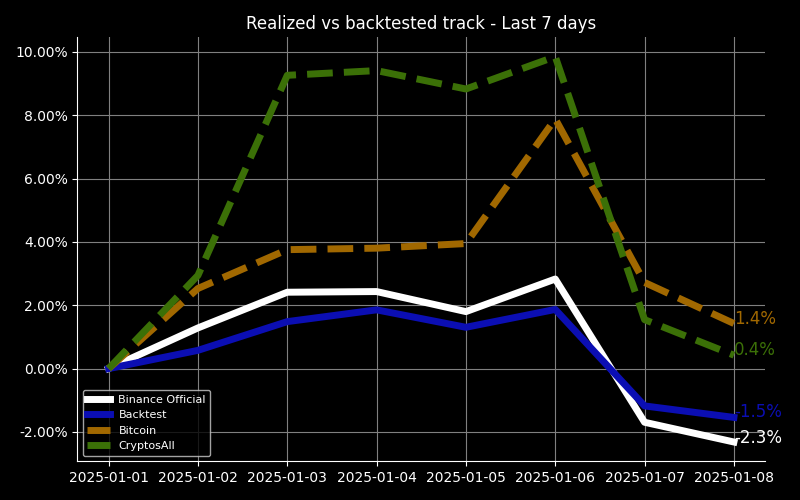 Realized vs backtested track - Last 7 days
10.00%
8.00%
6.00%
4.00%
2.00%
0.00%
-2.00%
1.4%
0.4%
-1.5%
-2.3%
Binance Official
Backtest
Bitcoin
CryptosAll
2025-01-01 2025-01-02 2025-01-03 2025-01-04 2025-01-05 2025-01-06 2025-01-07 2025-01-08